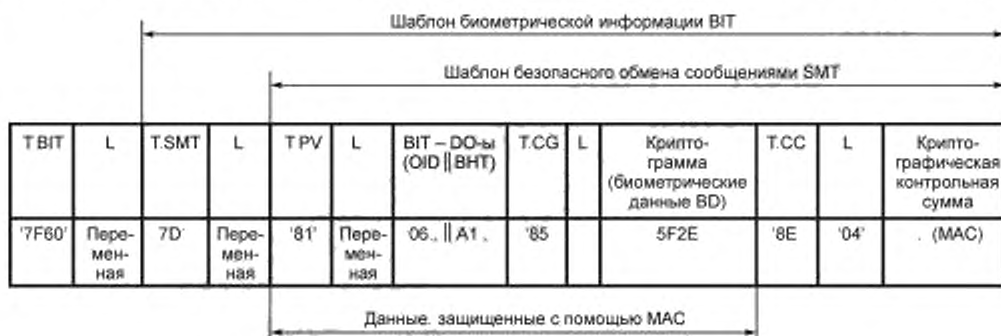 Шаблон биометрической информации BIT
Шаблон безопасного обмена сообщениями SMT
T BIT L T.SMT L T PV L BIT – DO-ы T.CG L Крипто- T.CC L Крипто-
(OID || BHT) грамма графическая
(биометрические контрольная
данные BD) сумма
'7F60' Пере- 7D' Пере- '81' Пере- '06., || A1 , '85 5F2E '8E '04' . (MAC)
мен- мен- мен-
ная ная ная
Данные. защищенные с помощью MAC